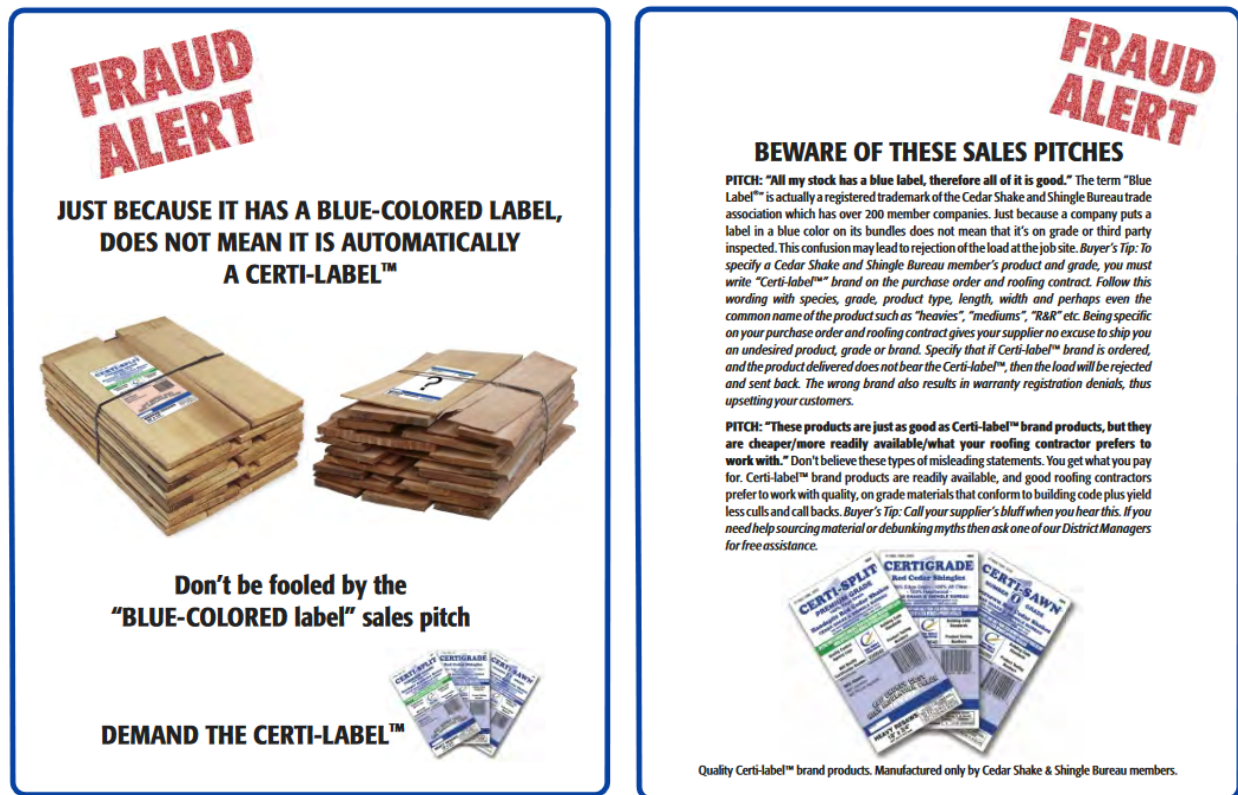 FRAUD
ALERT
JUST BECAUSE IT HAS A BLUE-COLORED LABEL,
DOES NOT MEAN IT IS AUTOMATICALLY
A CERTI-LABEL™
CERTI-SPLIT
?
Don't be fooled by the
"BLUE-COLORED label" sales pitch
CERTI-SPLIT
CERTIGRADE
CERTI-SAWN
DEMAND THE CERTI-LABEL™
FRAUD
ALERT
BEWARE OF THESE SALES PITCHES
PITCH: "All my stock has a blue label, therefore all of it is good." The term "Blue
Label®" is actually a registered trademark of the Cedar Shake and Shingle Bureau trade
association which has over 200 member companies. Just because a company puts a
label in a blue color on its bundles does not mean that it's on grade or third party
inspected. This confusion may lead to rejection of the load at the job site. Buyer's Tip: To
specify a Cedar Shake and Shingle Bureau member's product and grade, you must
write "Certi-label™" brand on the purchase order and roofing contract. Follow this
wording with species, grade, product type, length, width and perhaps even the
common name of the product such as "heavies", "mediums", "R&R" etc. Being specific
on your purchase order and roofing contract gives your supplier no excuse to ship you
an undesired product, grade or brand. Specify that if Certi-label™ brand is ordered,
and the product delivered does not bear the Certi-label™, then the load will be rejected
and sent back. The wrong brand also results in warranty registration denials, thus
upsetting your customers.
PITCH: "These products are just as good as Certi-label™ brand products, but they
are cheaper/more readily available/what your roofing contractor prefers to
work with." Don't believe these types of misleading statements. You get what you pay
for. Certi-label™ brand products are readily available, and good roofing contractors
prefer to work with quality, on grade materials that conform to building code plus yield
less culls and call backs. Buyer's Tip: Call your supplier's bluff when you hear this. If you
need help sourcing material or debunking myths then ask one of our District Managers
for free assistance.
CERTI-SPLIT
PREMIUM GRADE
CERTIGRADE
Red Cedar Shingles
CERTI-SAWN
NUMBER 1 GRADE
HEAVY RESAWN
Quality Certi-label™ brand products. Manufactured only by Cedar Shake & Shingle Bureau members.